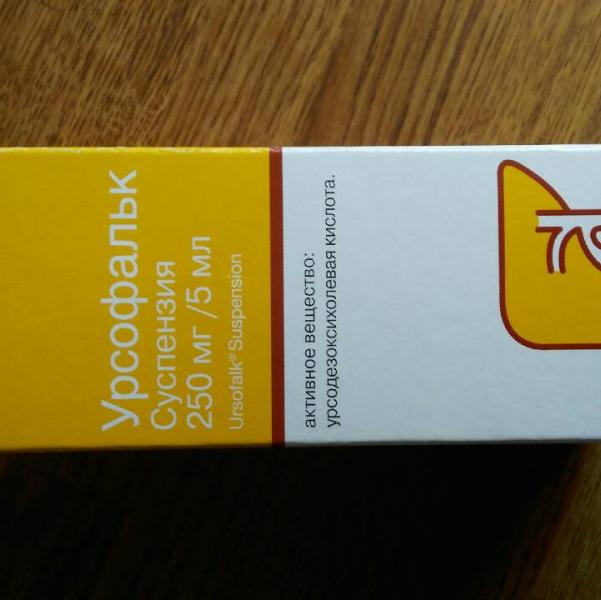 Урсофальк
Суспензия
250 мг /5 мл
Ursofalk® Suspension
активное вещество:
урсодезоксихолевая кислота.